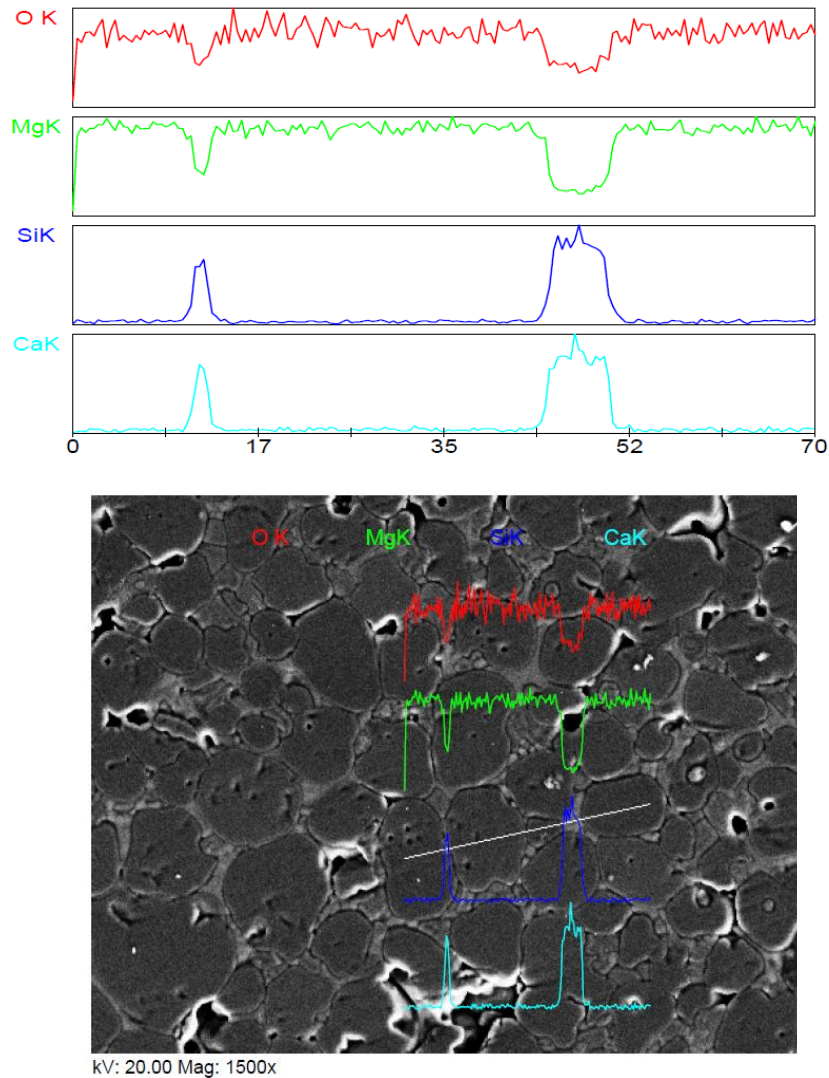 O K
MgK
SiK
CaK
0 17 35 52 70
O K MgK SiK CaK
kV: 20.00 Mag: 1500x